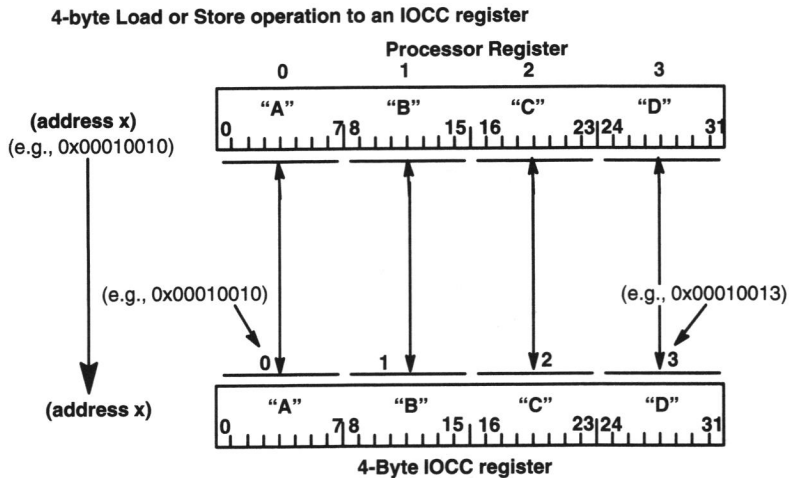 4-byte Load or Store operation to an IOCC register
Processor Register
0 1 2 3
“A” “B” “C” “D”
0 7 8 15 16 23 24 31
(address x)
(e.g., 0x00010010)
(e.g., 0x00010010) (e.g., 0x00010013)
0 1 2 3
(address x)
“A” “B” “C” “D”
0 7 8 15 16 23 24 31
4-Byte IOCC register